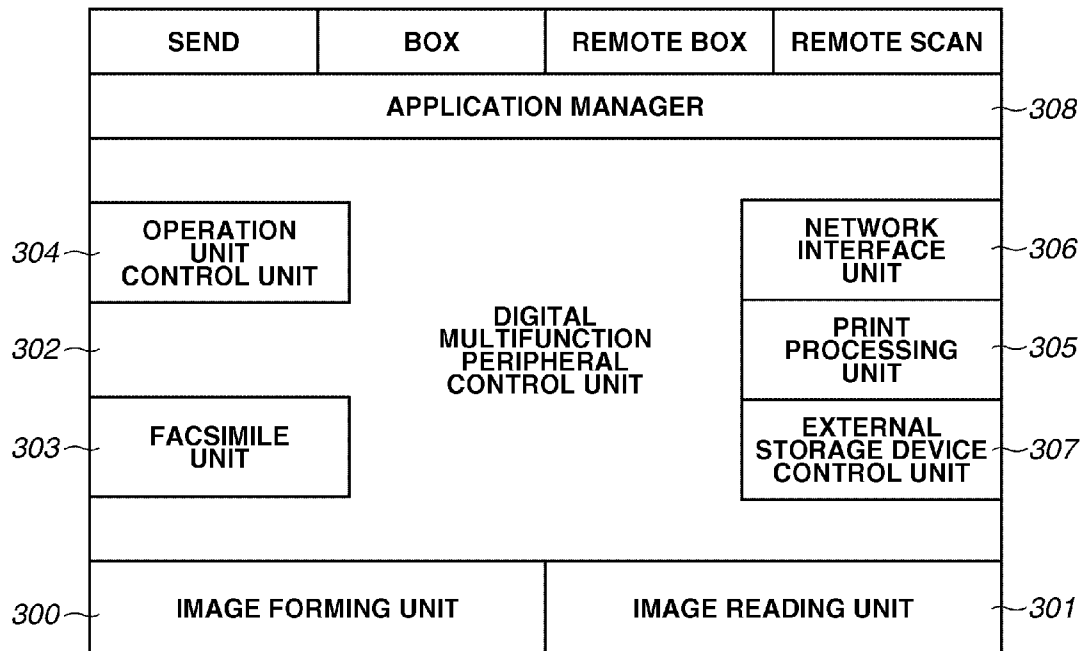 SEND BOX REMOTE BOX REMOTE SCAN
APPLICATION MANAGER 308
304 OPERATION
UNIT
CONTROL UNIT
NETWORK
INTERFACE
UNIT 306
302 DIGITAL
MULTIFUNCTION
PERIPHERAL
CONTROL UNIT
PRINT
PROCESSING
UNIT 305
303 FACSIMILE
UNIT
EXTERNAL
STORAGE DEVICE
CONTROL UNIT 307
300 IMAGE FORMING UNIT IMAGE READING UNIT 301